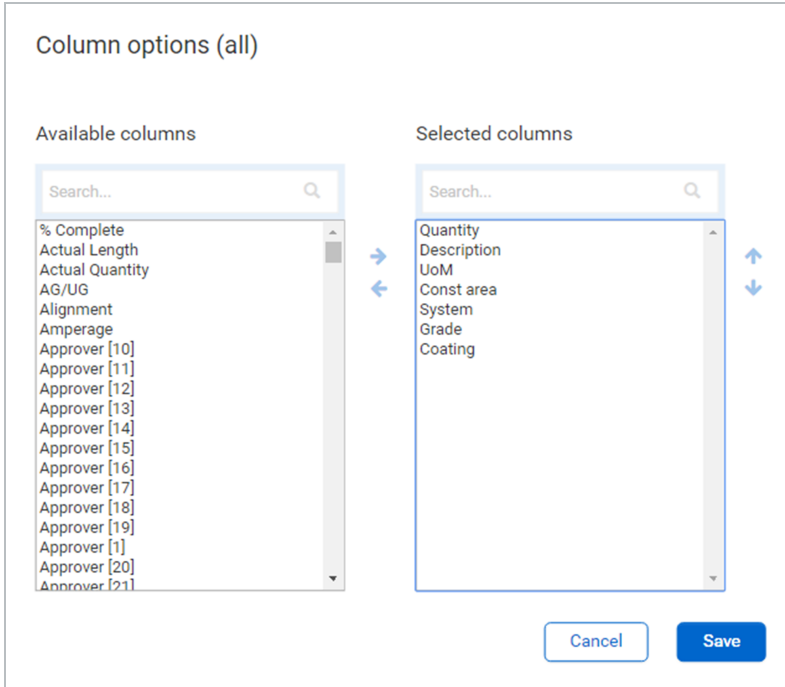 Column options (all)
Available columns
Search...
% Complete
Actual Length
Actual Quantity
AG/UG
Alignment
Amperage
Approver [10]
Approver [11]
Approver [12]
Approver [13]
Approver [14]
Approver [15]
Approver [16]
Approver [17]
Approver [18]
Approver [19]
Approver [1]
Approver [20]
Approver [21]
Selected columns
Search...
Quantity
Description
UoM
Const area
System
Grade
Coating
Cancel
Save